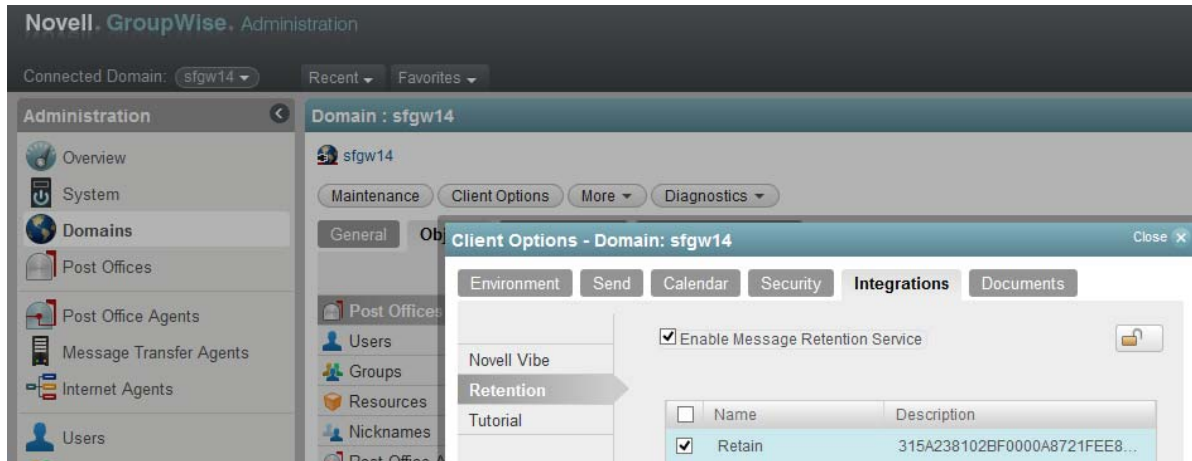 Novell. GroupWise. Administration
Connected Domain: sfgw14 Recent Favorites
Administration
Overview
System
Domains
Post Offices
Post Office Agents
Message Transfer Agents
Internet Agents
Users
Domain : sfgw14
sfgw14
Maintenance Client Options More Diagnostics
General Obj
Post Offices
Users
Groups
Resources
Nicknames
Post Office A
Client Options - Domain: sfgw14 Close
Environment Send Calendar Security Integrations Documents
Novell Vibe
Retention
Tutorial
Enable Message Retention Service
Name Description
Retain 315A238102BF0000A8721FEE8...